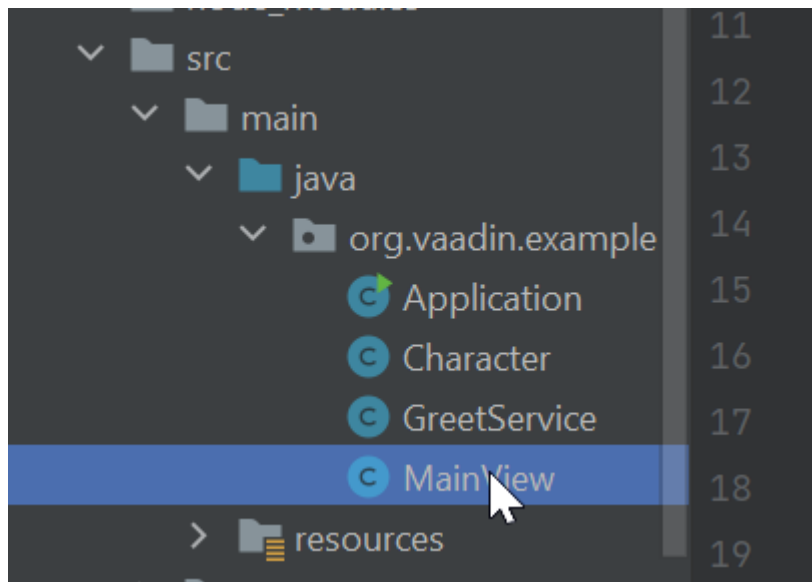 node_modules
src
main
java
org.vaadin.example
Application
Character
GreetService
MainView
resources
11
12
13
14
15
16
17
18
19